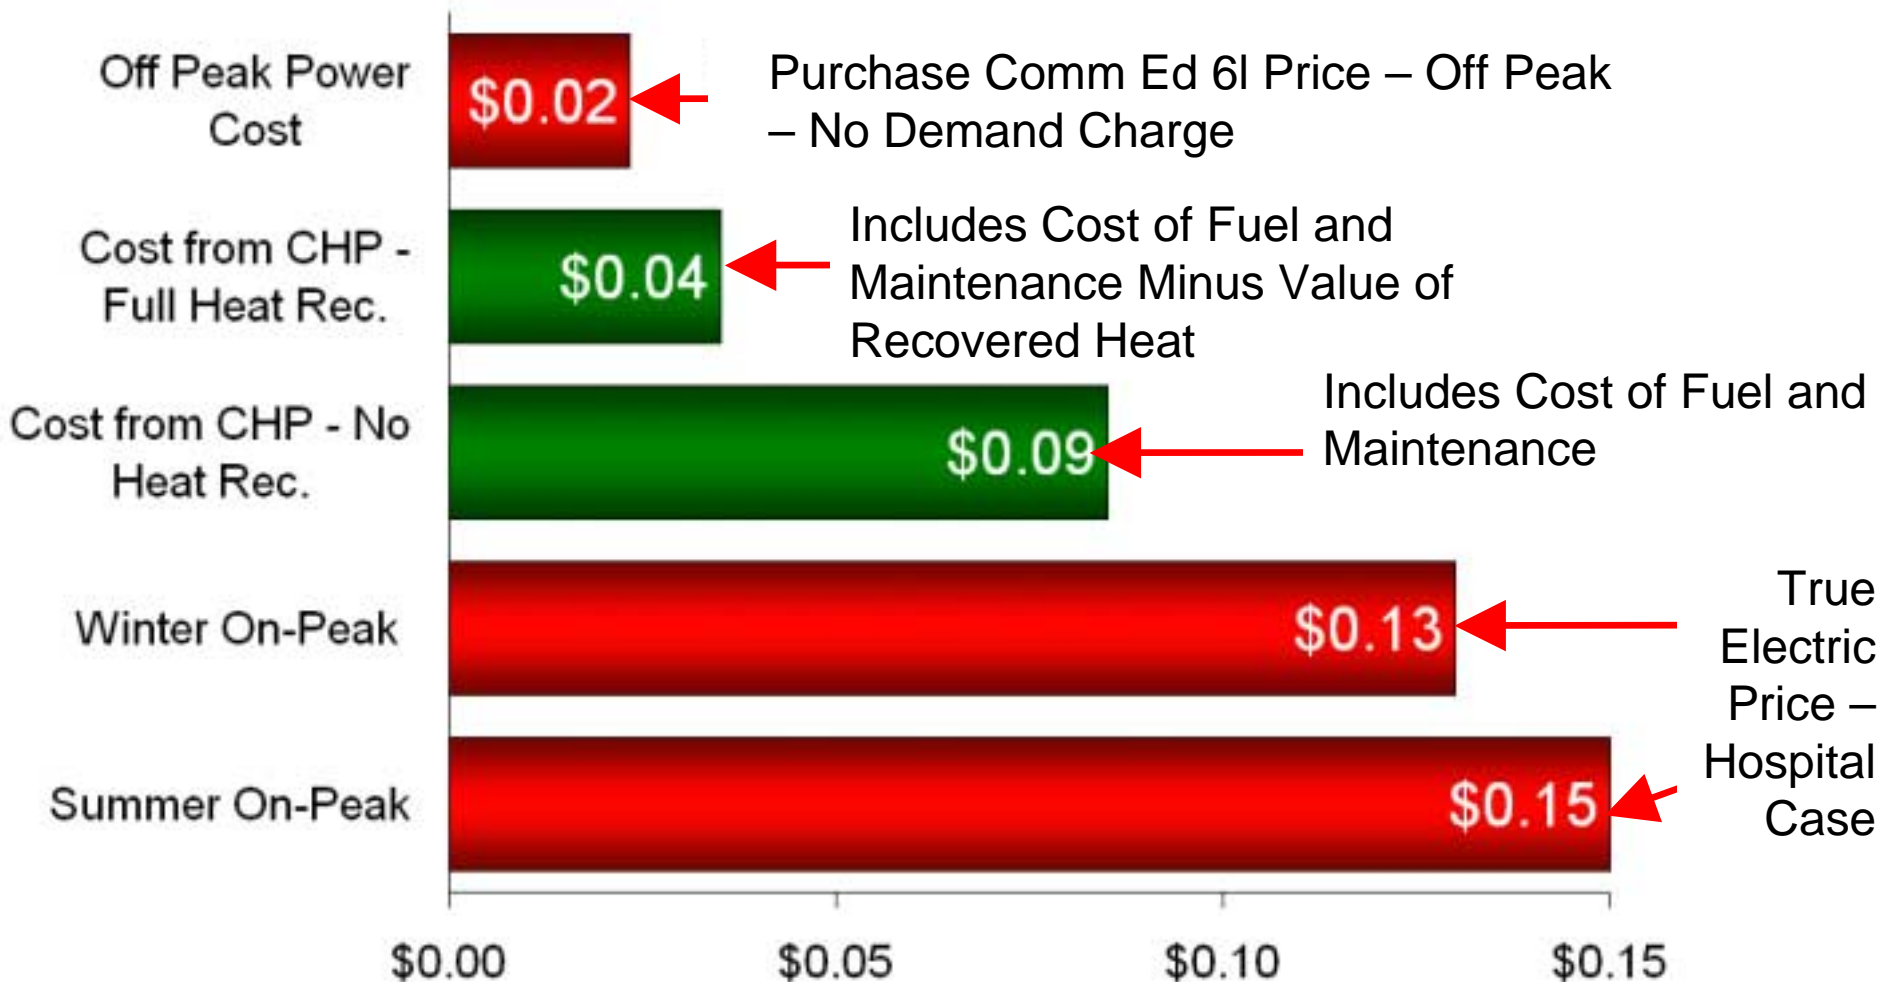 Off Peak Power
Cost
$0.02
Purchase Comm Ed 6l Price – Off Peak
– No Demand Charge
Cost from CHP -
Full Heat Rec.
$0.04
Includes Cost of Fuel and
Maintenance Minus Value of
Recovered Heat
Cost from CHP - No
Heat Rec.
$0.09
Includes Cost of Fuel and
Maintenance
Winter On-Peak
$0.13
True
Electric
Price –
Hospital
Case
Summer On-Peak
$0.15
$0.00
$0.05
$0.10
$0.15